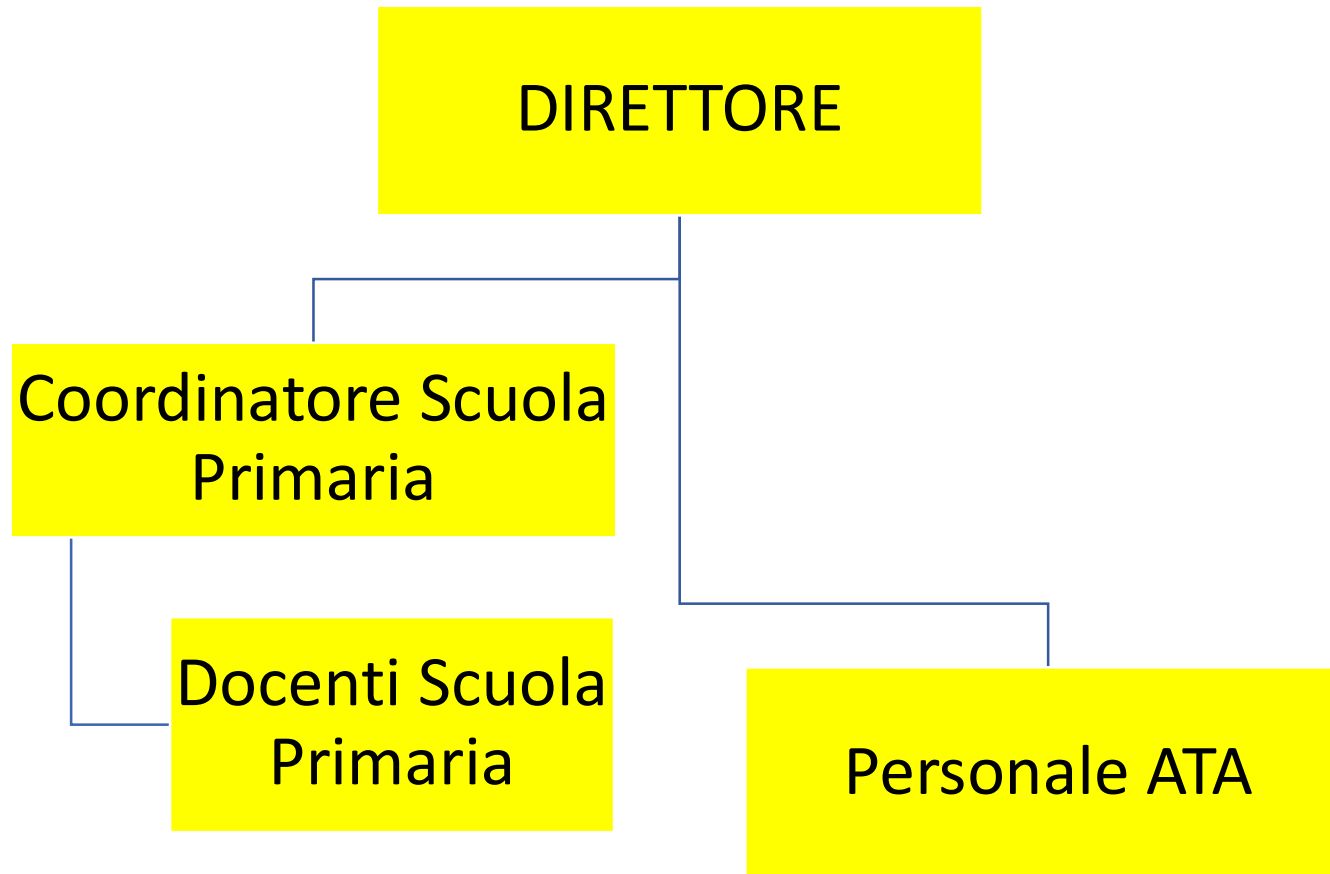 DIRETTORE
Coordinatore Scuola
Primaria
Docenti Scuola
Primaria
Personale ATA